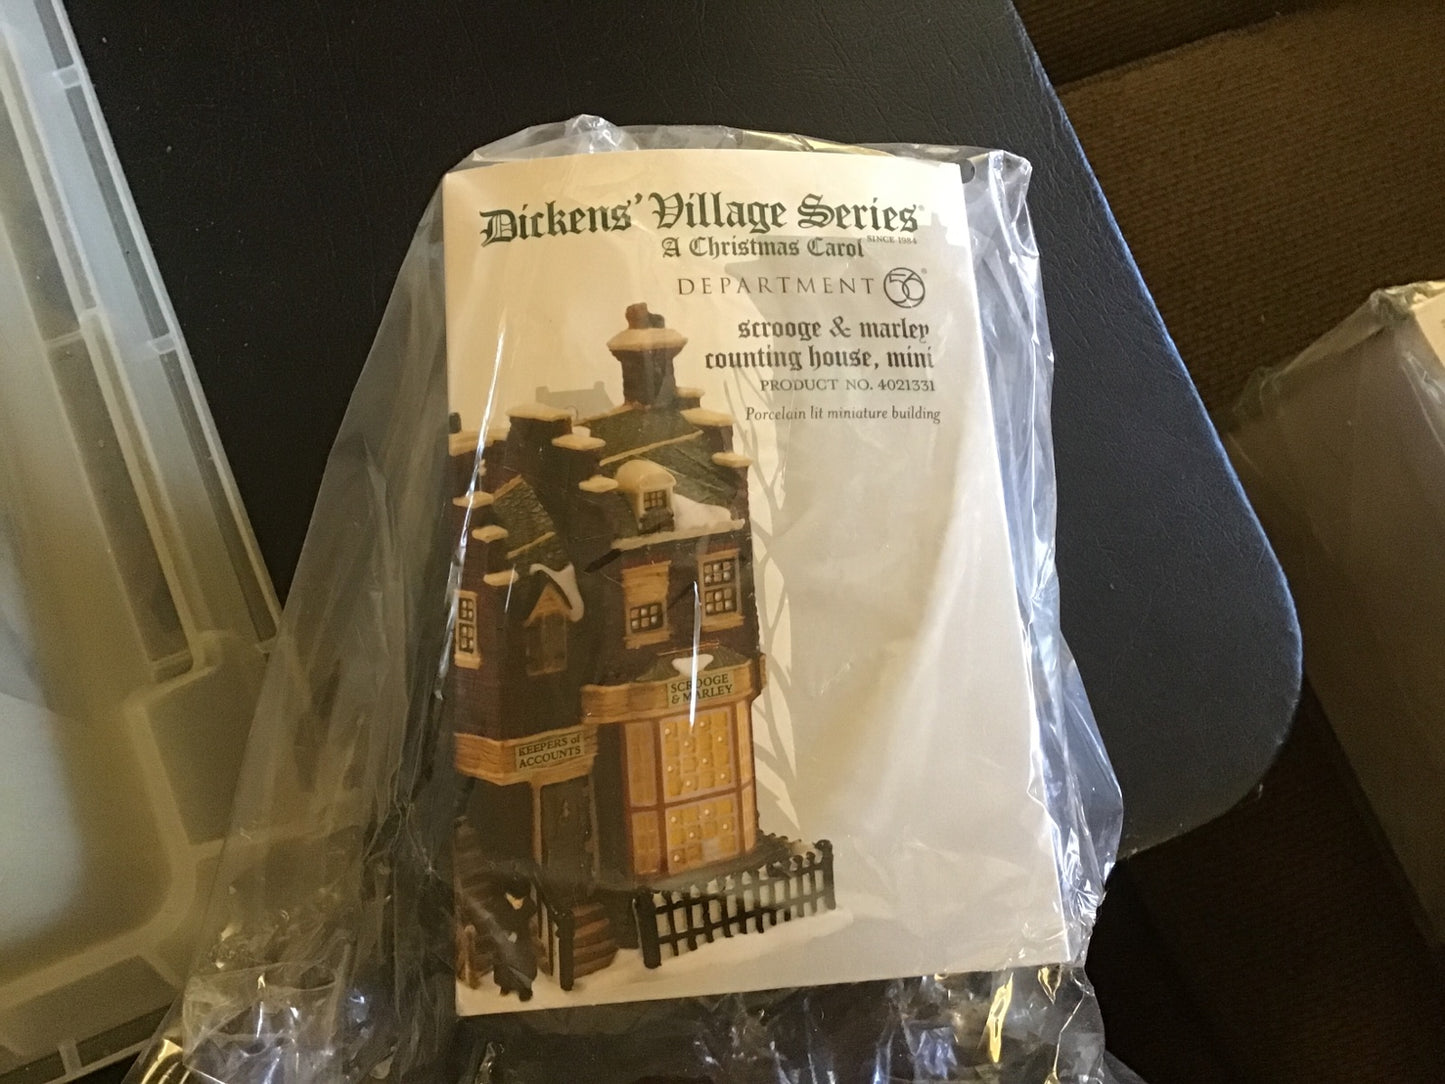 Dickens' Village Series®
SINCE 1984
A Christmas Carol
DEPARTMENT 56®
scrooge & marley
counting house, mini
PRODUCT NO. 4021331
Porcelain lit miniature building
SCROOGE
& MARLEY
KEEPERS of
ACCOUNTS